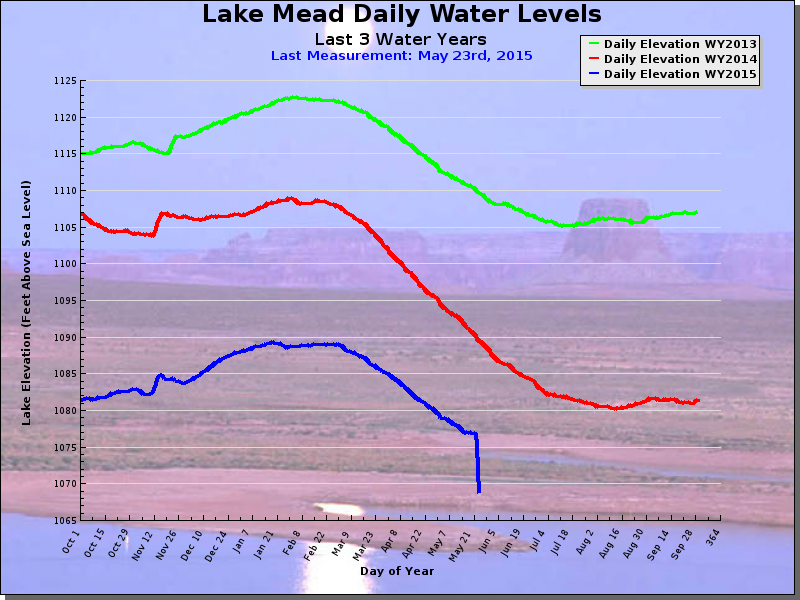 Lake Mead Daily Water Levels
Last 3 Water Years
Last Measurement: May 23rd, 2015
Daily Elevation WY2013
Daily Elevation WY2014
Daily Elevation WY2015
Lake Elevation (Feet Above Sea Level)
1125
1120
1115
1110
1105
1100
1095
1090
1085
1080
1075
1070
1065
Oct 1
Oct 15
Oct 29
Nov 12
Nov 26
Dec 10
Dec 24
Jan 7
Jan 21
Feb 8
Feb 22
Mar 9
Mar 23
Apr 8
Apr 22
May 7
May 21
Jun 5
Jun 19
Jul 4
Jul 18
Aug 2
Aug 16
Aug 30
Sep 14
Sep 28
364
Day of Year